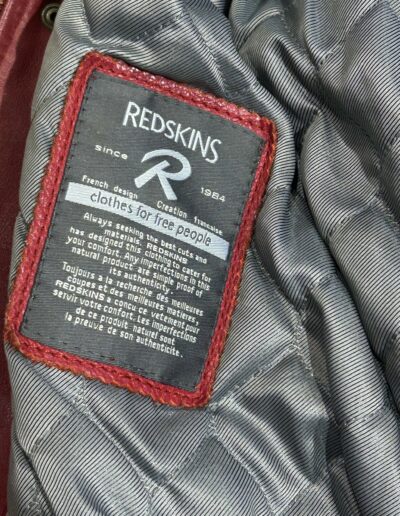 REDSKINS
since R 1984
French design Création française
clothes for free people
Always seeking the best cuts and
materials, REDSKINS
has designed this clothing to cater for
your comfort. Any imperfections in this
natural product are simple proof of
its authenticity.
Toujours à la recherche des meilleures
coupes et des meilleures matières,
REDSKINS a conçu ce vêtement pour
servir votre confort. Les imperfections
de ce produit naturel sont
la preuve de son authenticité.